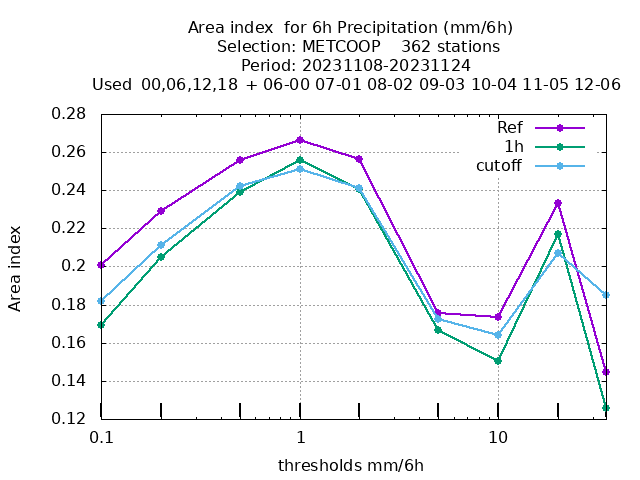 Area index  for 6h Precipitation (mm/6h)
Selection: METCOOP    362 stations
Period: 20231108-20231124
Used  00,06,12,18  + 06-00 07-01 08-02 09-03 10-04 11-05 12-06
0.28
0.26
0.24
0.22
0.2
0.18
0.16
0.14
0.12
Area index
Ref
1h
cutoff
0.1
1
10
thresholds mm/6h